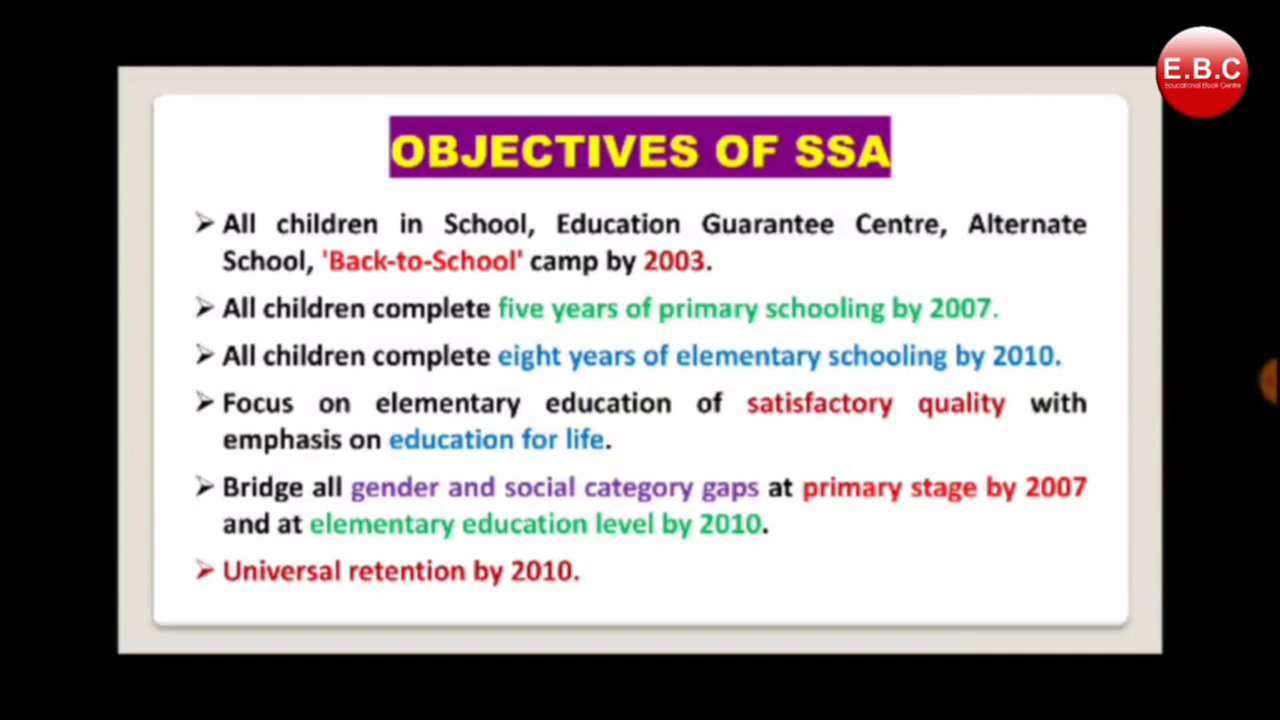 E.B.C
Educational Book Centre
OBJECTIVES OF SSA
➢ All children in School, Education Guarantee Centre, Alternate
School, 'Back-to-School' camp by 2003.
➢ All children complete five years of primary schooling by 2007.
➢ All children complete eight years of elementary schooling by 2010.
➢ Focus on elementary education of satisfactory quality with
emphasis on education for life.
➢ Bridge all gender and social category gaps at primary stage by 2007
and at elementary education level by 2010.
➢ Universal retention by 2010.